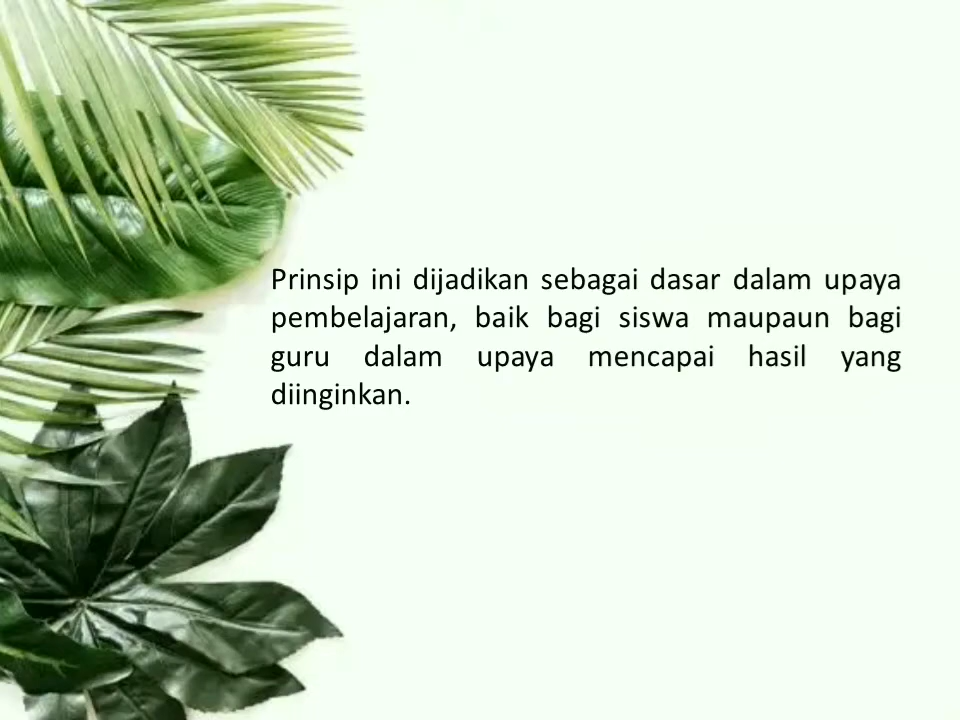 Prinsip ini dijadikan sebagai dasar dalam upaya
pembelajaran, baik bagi siswa maupaun bagi
guru dalam upaya mencapai hasil yang
diinginkan.